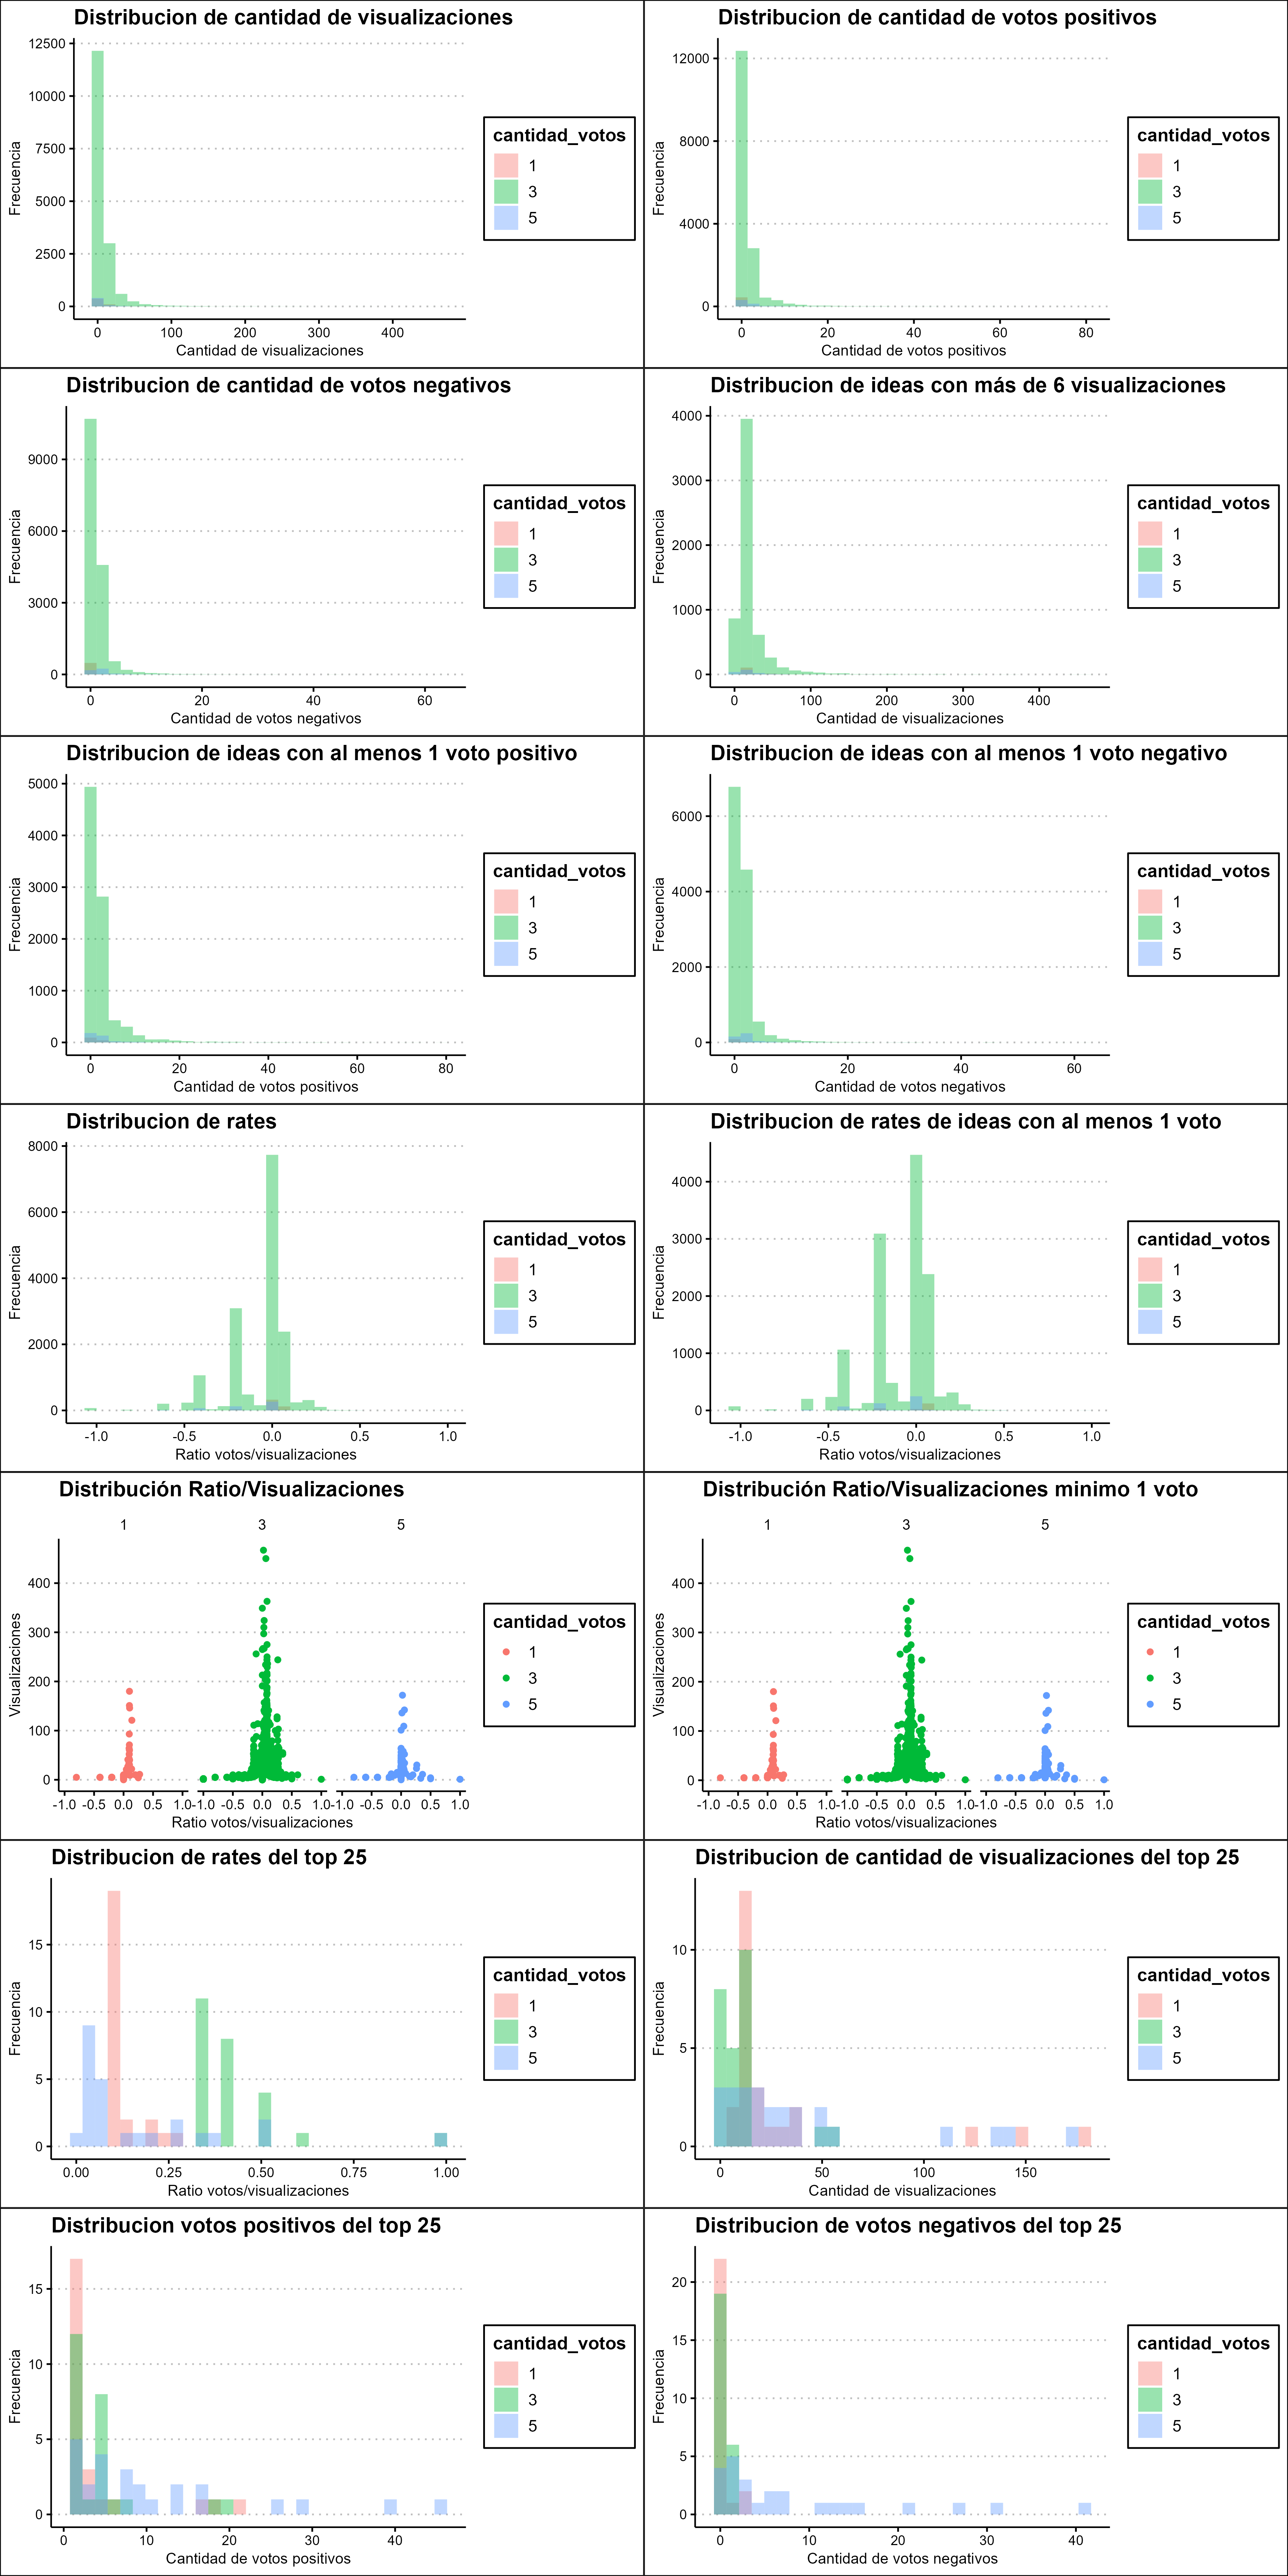 Distribucion de cantidad de visualizaciones
12500
10000
7500
5000
2500
0
Frecuencia
0 100 200 300 400
Cantidad de visualizaciones
cantidad_votos
1
3
5
Distribucion de cantidad de votos positivos
12000
8000
4000
0
Frecuencia
0 20 40 60 80
Cantidad de votos positivos
cantidad_votos
1
3
5
Distribucion de cantidad de votos negativos
9000
6000
3000
0
Frecuencia
0 20 40 60
Cantidad de votos negativos
cantidad_votos
1
3
5
Distribucion de ideas con más de 6 visualizaciones
4000
3000
2000
1000
0
Frecuencia
0 100 200 300 400
Cantidad de visualizaciones
cantidad_votos
1
3
5
Distribucion de ideas con al menos 1 voto positivo
5000
4000
3000
2000
1000
0
Frecuencia
0 20 40 60 80
Cantidad de votos positivos
cantidad_votos
1
3
5
Distribucion de ideas con al menos 1 voto negativo
6000
4000
2000
0
Frecuencia
0 20 40 60
Cantidad de votos negativos
cantidad_votos
1
3
5
Distribucion de rates
8000
6000
4000
2000
0
Frecuencia
-1.0 -0.5 0.0 0.5 1.0
Ratio votos/visualizaciones
cantidad_votos
1
3
5
Distribucion de rates de ideas con al menos 1 voto
4000
3000
2000
1000
0
Frecuencia
-1.0 -0.5 0.0 0.5 1.0
Ratio votos/visualizaciones
cantidad_votos
1
3
5
Distribución Ratio/Visualizaciones
1 3 5
400
300
200
100
0
Visualizaciones
-1.0 -0.5 0.0 0.5 1.0 -1.0 -0.5 0.0 0.5 1.0 -1.0 -0.5 0.0 0.5 1.0
Ratio votos/visualizaciones
cantidad_votos
1
3
5
Distribución Ratio/Visualizaciones minimo 1 voto
1 3 5
400
300
200
100
0
Visualizaciones
-1.0 -0.5 0.0 0.5 1.0 -1.0 -0.5 0.0 0.5 1.0 -1.0 -0.5 0.0 0.5 1.0
Ratio votos/visualizaciones
cantidad_votos
1
3
5
Distribucion de rates del top 25
15
10
5
0
Frecuencia
0.00 0.25 0.50 0.75 1.00
Ratio votos/visualizaciones
cantidad_votos
1
3
5
Distribucion de cantidad de visualizaciones del top 25
10
5
0
Frecuencia
0 50 100 150
Cantidad de visualizaciones
cantidad_votos
1
3
5
Distribucion votos positivos del top 25
15
10
5
0
Frecuencia
0 10 20 30 40
Cantidad de votos positivos
cantidad_votos
1
3
5
Distribucion de votos negativos del top 25
20
15
10
5
0
Frecuencia
0 10 20 30 40
Cantidad de votos negativos
cantidad_votos
1
3
5